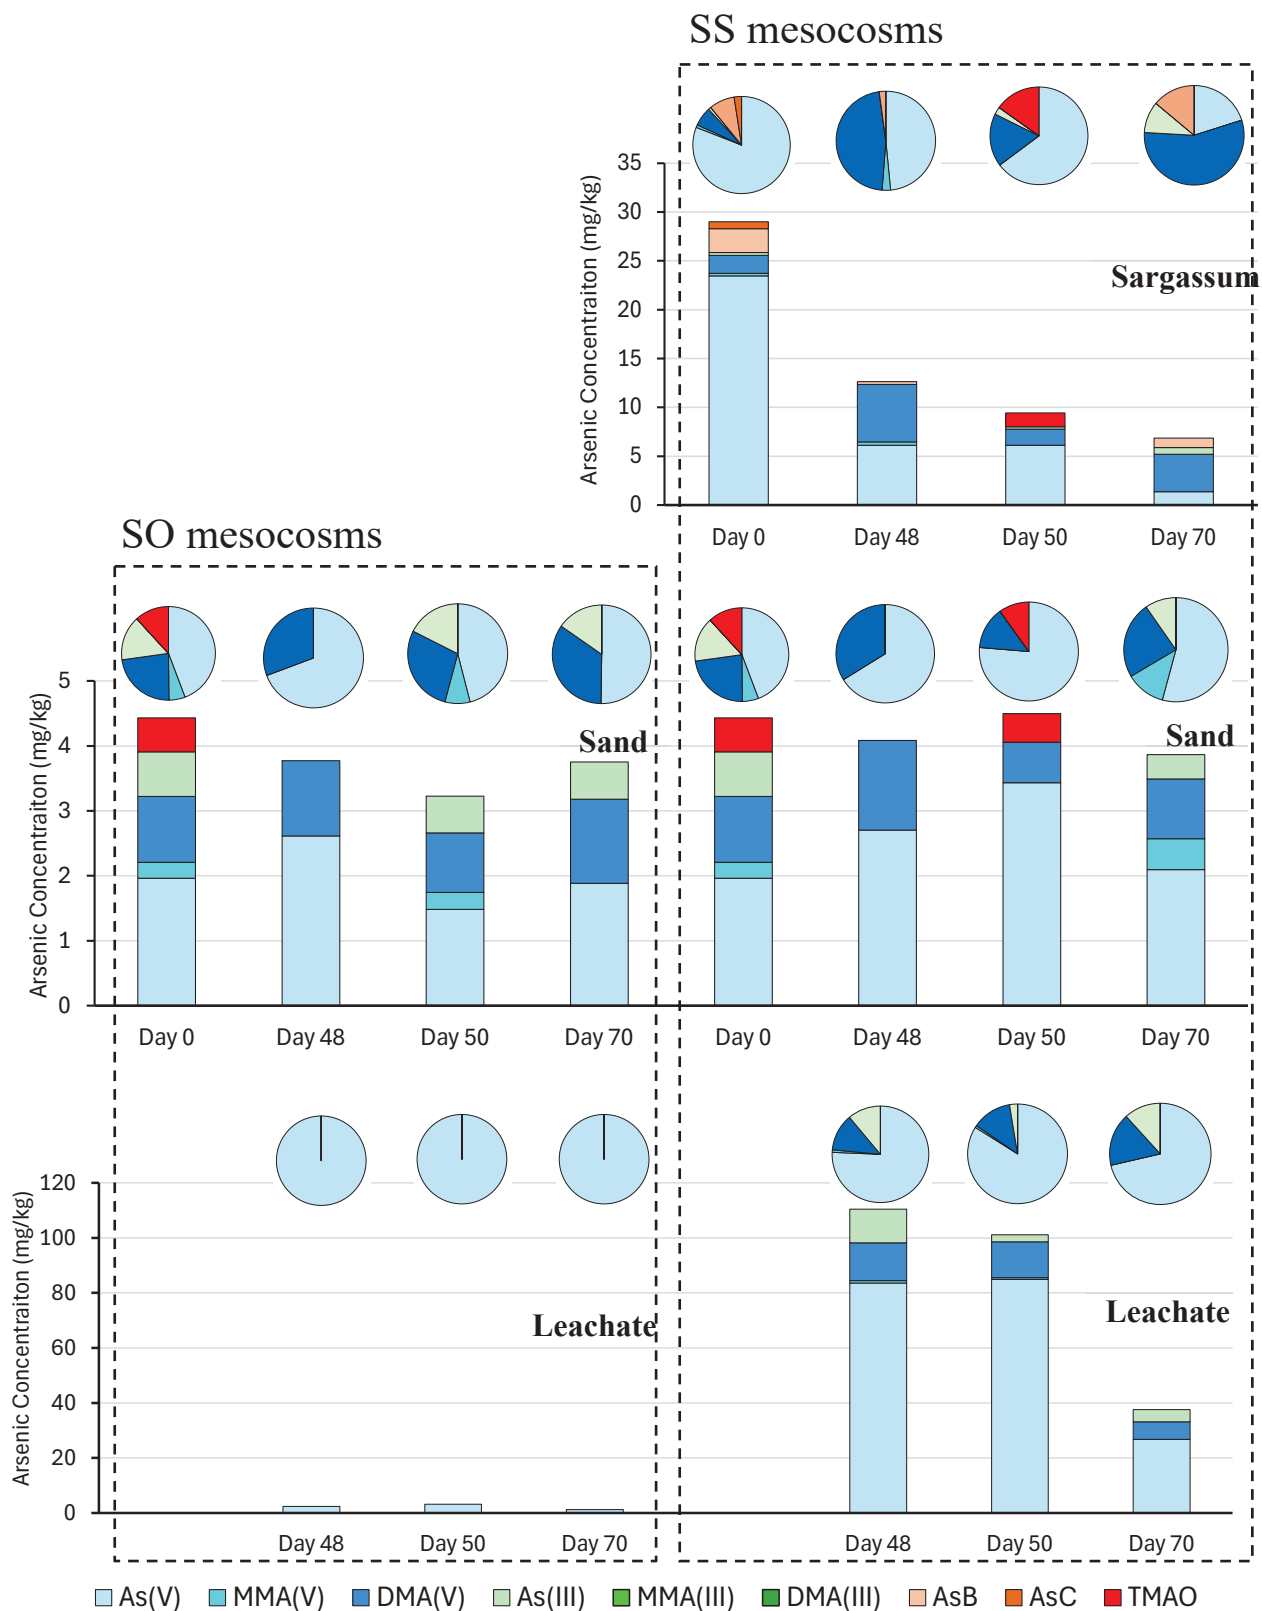 SS mesocosms
35
30
25
20
15
10
5
0
Arsenic Concentraiton (mg/kg)
Sargassum
Day 0 Day 48 Day 50 Day 70
SO mesocosms
5
4
3
2
1
0
Arsenic Concentraiton (mg/kg)
Sand
Sand
Day 0 Day 48 Day 50 Day 70 Day 0 Day 48 Day 50 Day 70
120
100
80
60
40
20
0
Arsenic Concentraiton (mg/kg)
Leachate
Leachate
Day 48 Day 50 Day 70 Day 48 Day 50 Day 70
As(V) MMA(V) DMA(V) As(III) MMA(III) DMA(III) AsB AsC TMAO